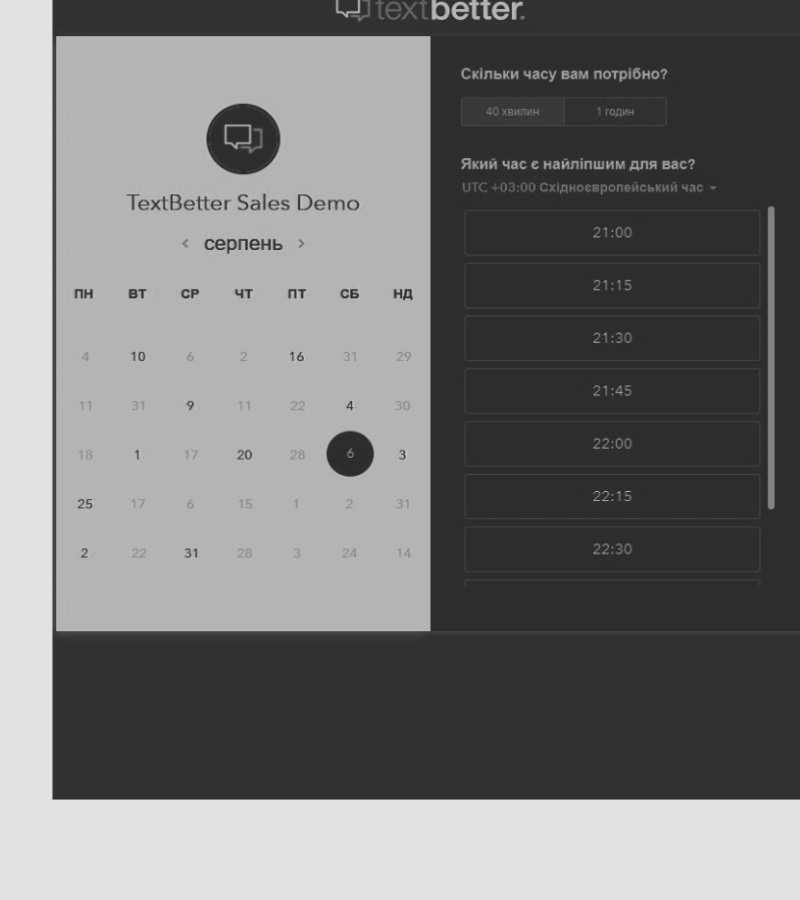 textbetter.
TextBetter Sales Demo
‹ серпень ›
ПН ВТ СР ЧТ ПТ СБ НД
4 10 6 2 16 31 29
11 31 9 11 22 4 30
18 1 17 20 28 6 3
25 17 6 15 1 2 31
2 22 31 28 3 24 14
Скільки часу вам потрібно?
40 хвилин 1 годин
Який час є найліпшим для вас?
UTC +03:00 Східноєвропейський час
21:00
21:15
21:30
21:45
22:00
22:15
22:30